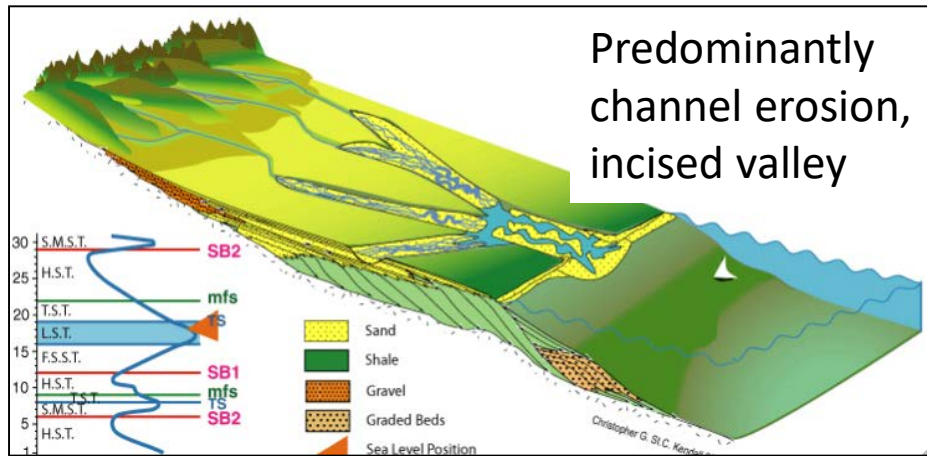 Predominantly
channel erosion,
incised valley
30
S.M.S.T.
SB2
25
H.S.T.
mfs
20
T.S.T.
TS
L.S.T.
15
F.S.S.T.
SB1
10
H.S.T.
mfs
T.S.T.
TS
S.M.S.T.
SB2
5
H.S.T.
1
Sand
Shale
Gravel
Graded Beds
Sea Level Position
Christopher G. St.C. Kendall